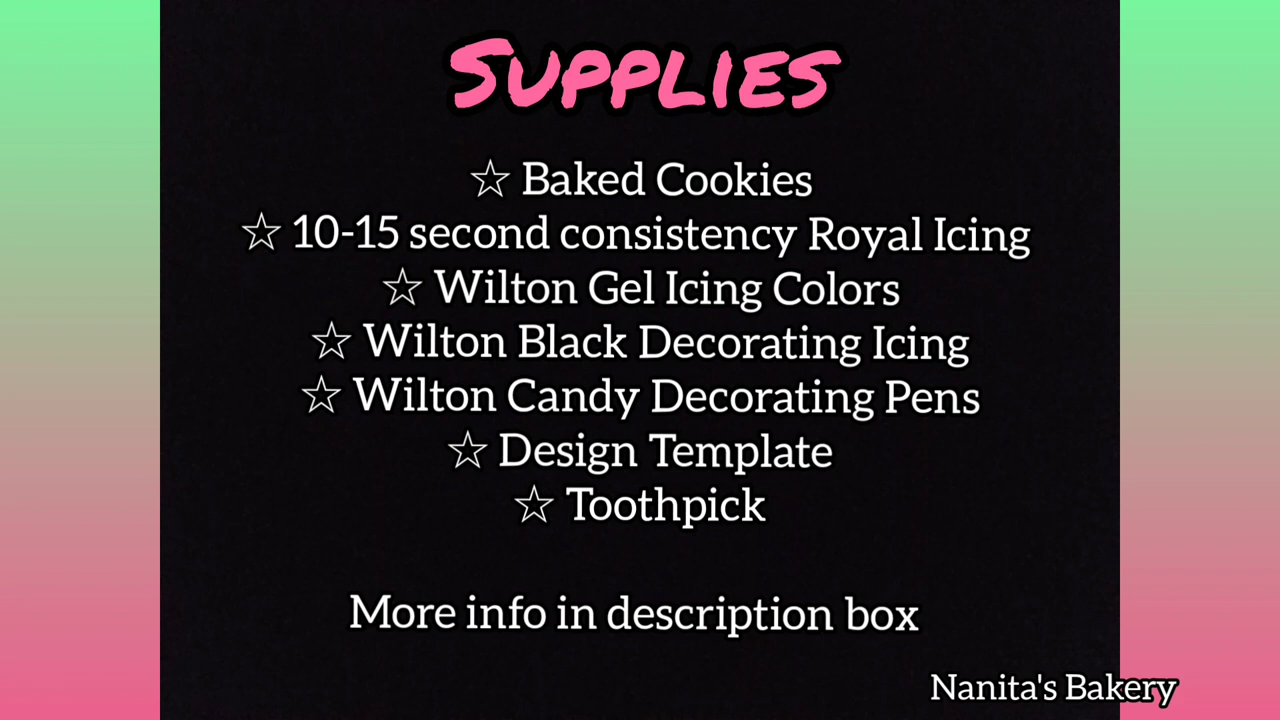 Supplies
☆ Baked Cookies
☆ 10-15 second consistency Royal Icing
☆ Wilton Gel Icing Colors
☆ Wilton Black Decorating Icing
☆ Wilton Candy Decorating Pens
☆ Design Template
☆ Toothpick
More info in description box
Nanita's Bakery